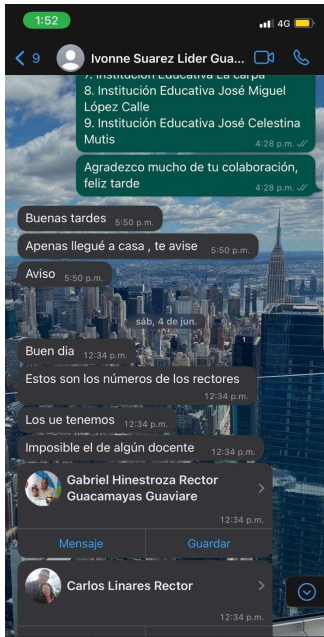 1:52
4G
9
Ivonne Suarez Lider Gua...
7. Institución Educativa La carpa
8. Institución Educativa José Miguel
López Calle
9. Institución Educativa José Celestina
Mutis
4:28 p.m.
Agradezco mucho de tu colaboración,
feliz tarde
4:28 p.m.
Buenas tardes 5:50 p.m.
Apenas llegué a casa , te avise 5:50 p.m.
Aviso 5:50 p.m.
sáb, 4 de jun.
Buen dia 12:34 p.m.
Estos son los números de los rectores
12:34 p.m.
Los ue tenemos 12:34 p.m.
Imposible el de algún docente 12:34 p.m.
Gabriel Hinestroza Rector
Guacamayas Guaviare
12:34 p.m.
Mensaje Guardar
Carlos Linares Rector
12:34 p.m.